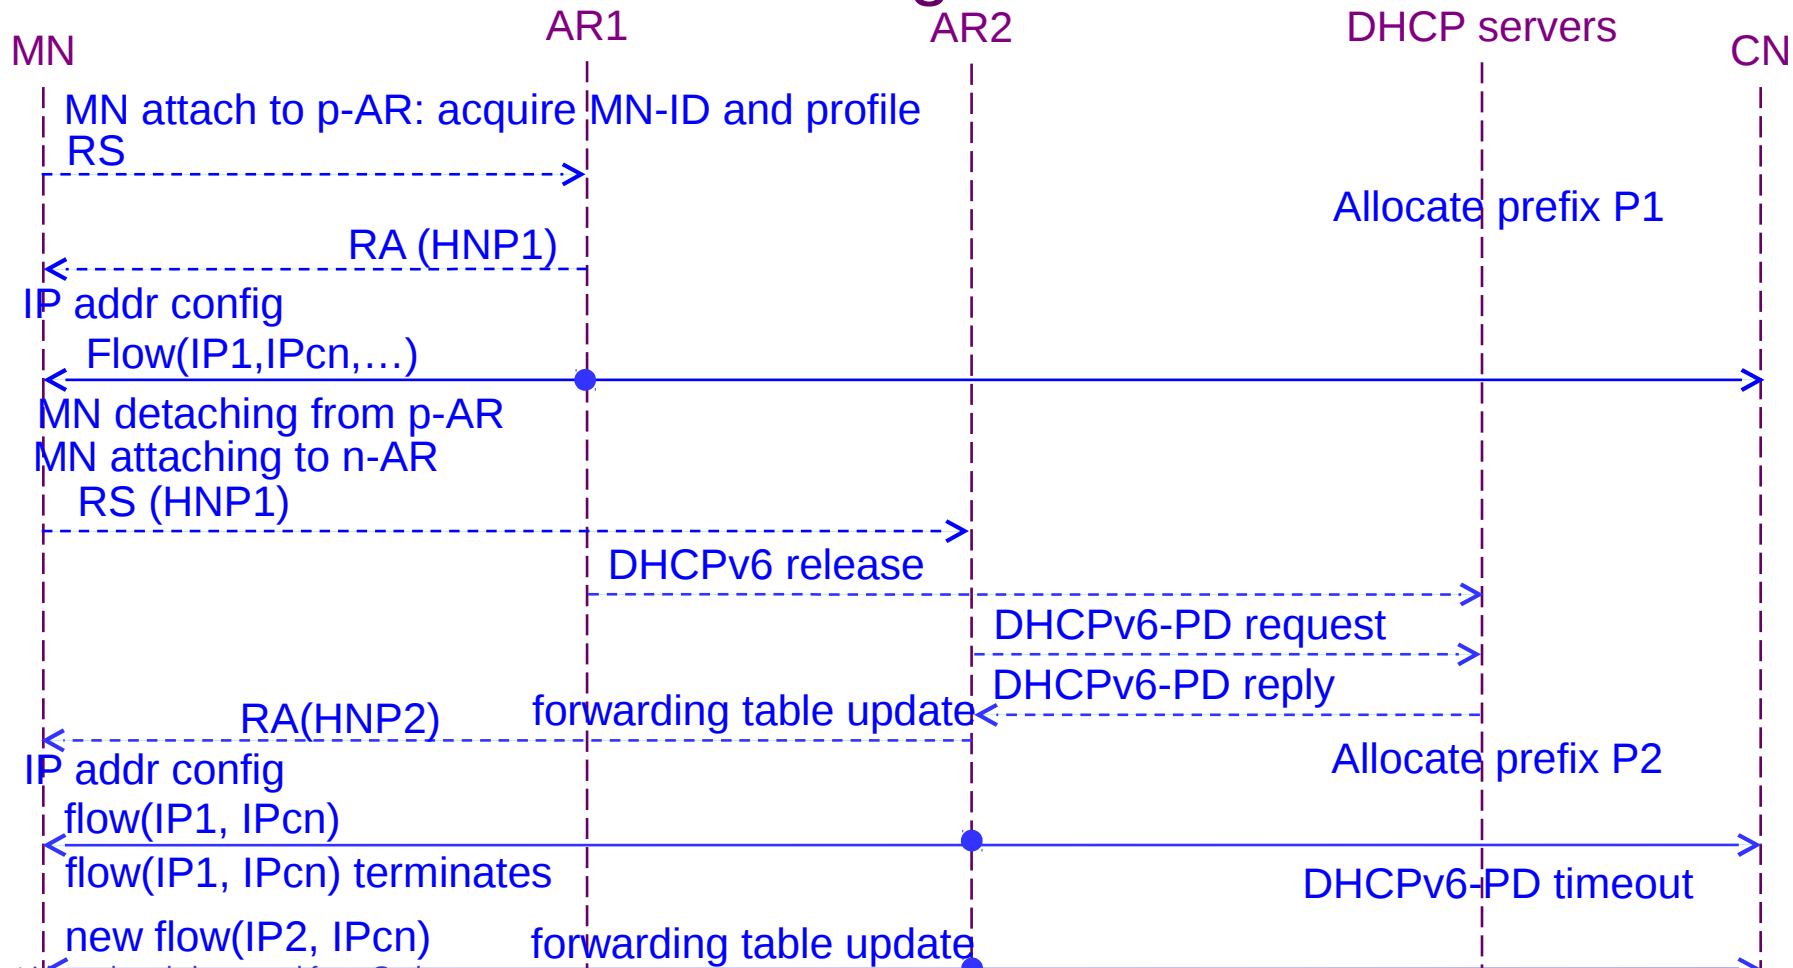 MN
AR1
AR2
DHCP servers
CN
MN attach to p-AR: acquire MN-ID and profile
RS
Allocate prefix P1
RA (HNP1)
IP addr config
Flow(IP1,IPcn,…)
MN detaching from p-AR
MN attaching to n-AR
RS (HNP1)
DHCPv6 release
DHCPv6-PD request
DHCPv6-PD reply
forwarding table update
RA(HNP2)
Allocate prefix P2
IP addr config
flow(IP1, IPcn)
flow(IP1, IPcn) terminates
DHCPv6-PD timeout
new flow(IP2, IPcn)
forwarding table update